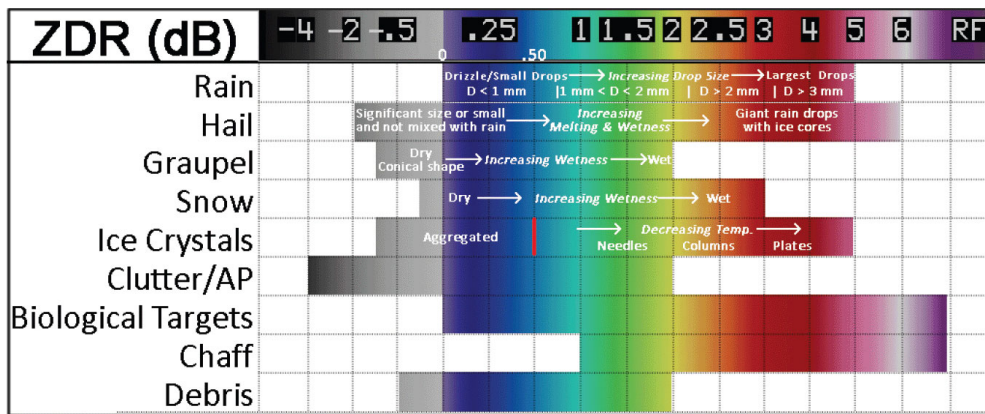 ZDR (dB) -4 -2 -.5 .25 1 1.5 2 2.5 3 4 5 6 RF
0 .50
Rain Drizzle/Small Drops Increasing Drop Size Largest Drops
D < 1 mm |1 mm < D < 2 mm | D > 2 mm | D > 3 mm
Hail Significant size or small Increasing Giant rain drops
and not mixed with rain Melting & Wetness with ice cores
Graupel Dry Increasing Wetness Wet
Conical shape
Snow Dry Increasing Wetness Wet
Ice Crystals Aggregated Decreasing Temp.
Needles Columns Plates
Clutter/AP
Biological Targets
Chaff
Debris